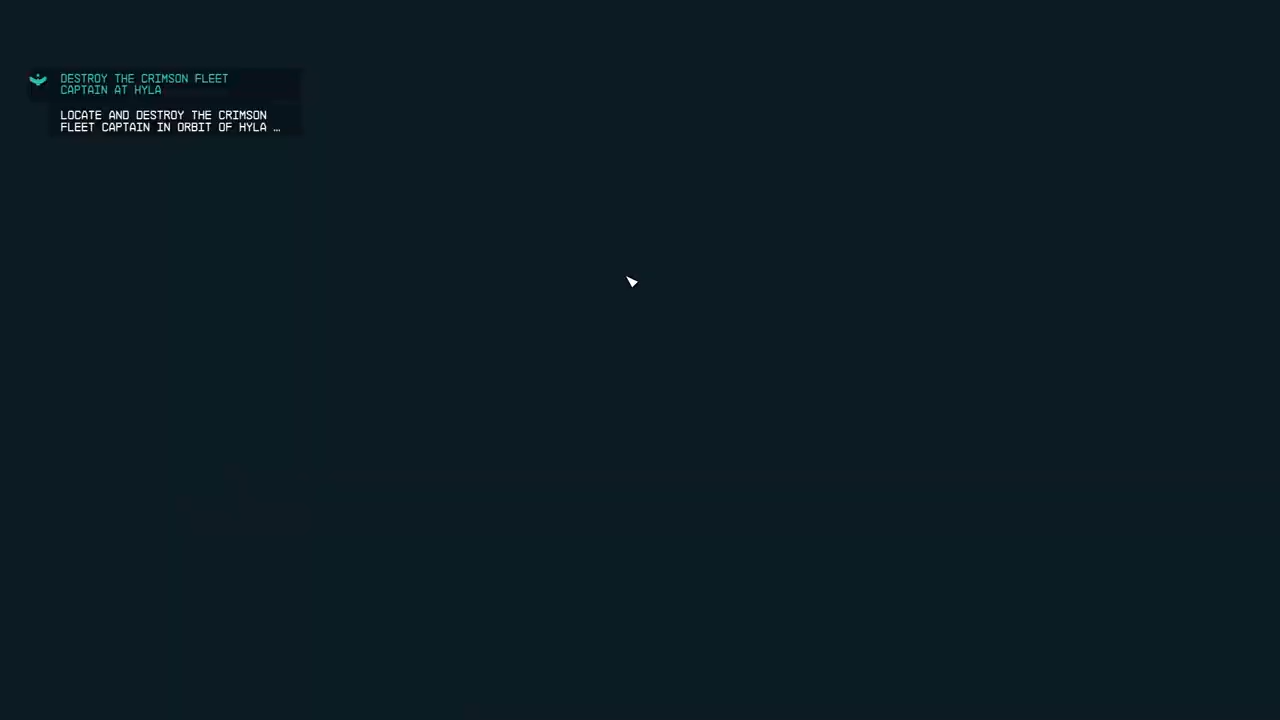 DESTROY THE CRIMSON FLEET
CAPTAIN AT HYLA
LOCATE AND DESTROY THE CRIMSON
FLEET CAPTAIN IN ORBIT OF HYLA …